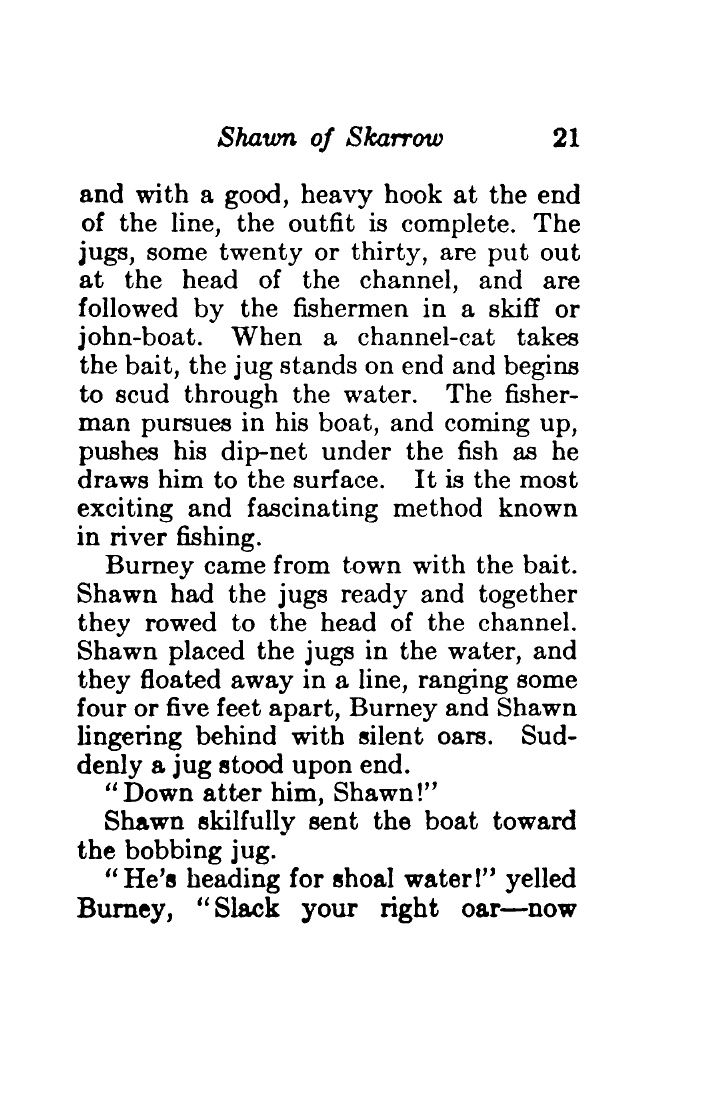 Shawn of Skarrow 21
and with a good, heavy hook at the end
of the line, the outfit is complete. The
jugs, some twenty or thirty, are put out
at the head of the channel, and are
followed by the fishermen in a skiff or
john-boat. When a channel-cat takes
the bait, the jug stands on end and begins
to scud through the water. The fisher-
man pursues in his boat, and coming up,
pushes his dip-net under the fish as he
draws him to the surface. It is the most
exciting and fascinating method known
in river fishing.
Burney came from town with the bait.
Shawn had the jugs ready and together
they rowed to the head of the channel.
Shawn placed the jugs in the water, and
they floated away in a line, ranging some
four or five feet apart, Burney and Shawn
lingering behind with silent oars. Sud-
denly a jug stood upon end.
"Down atter him, Shawn!"
Shawn skilfully sent the boat toward
the bobbing jug.
"He's heading for shoal water!" yelled
Burney, "Slack your right oar—now